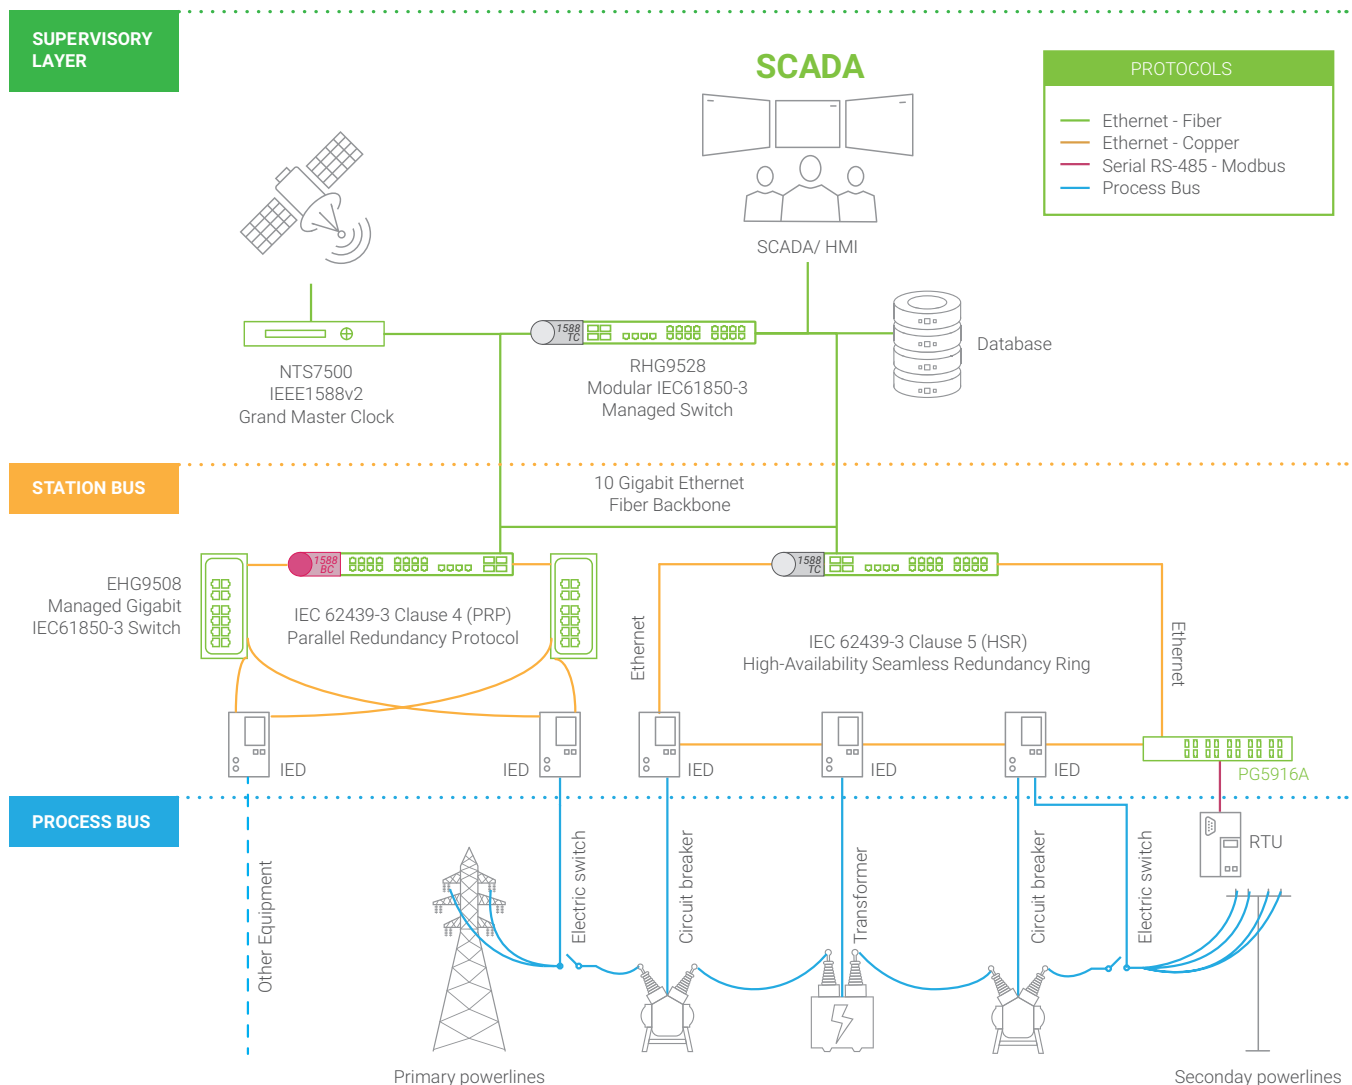 SUPERVISORY
LAYER
SCADA
PROTOCOLS
Ethernet - Fiber
Ethernet - Copper
Serial RS-485 - Modbus
Process Bus
SCADA/ HMI
1588
TC
Database
NTS7500
IEEE1588v2
Grand Master Clock
RHG9528
Modular IEC61850-3
Managed Switch
STATION BUS
10 Gigabit Ethernet
Fiber Backbone
1588
BC
1588
TC
EHG9508
Managed Gigabit
IEC61850-3 Switch
IEC 62439-3 Clause 4 (PRP)
Parallel Redundancy Protocol
Ethernet
IEC 62439-3 Clause 5 (HSR)
High-Availability Seamless Redundancy Ring
Ethernet
IED
IED
IED
IED
IED
PG5916A
PROCESS BUS
RTU
Other Equipment
Electric switch
Circuit breaker
Transformer
Circuit breaker
Electric switch
Primary powerlines
Seconday powerlines